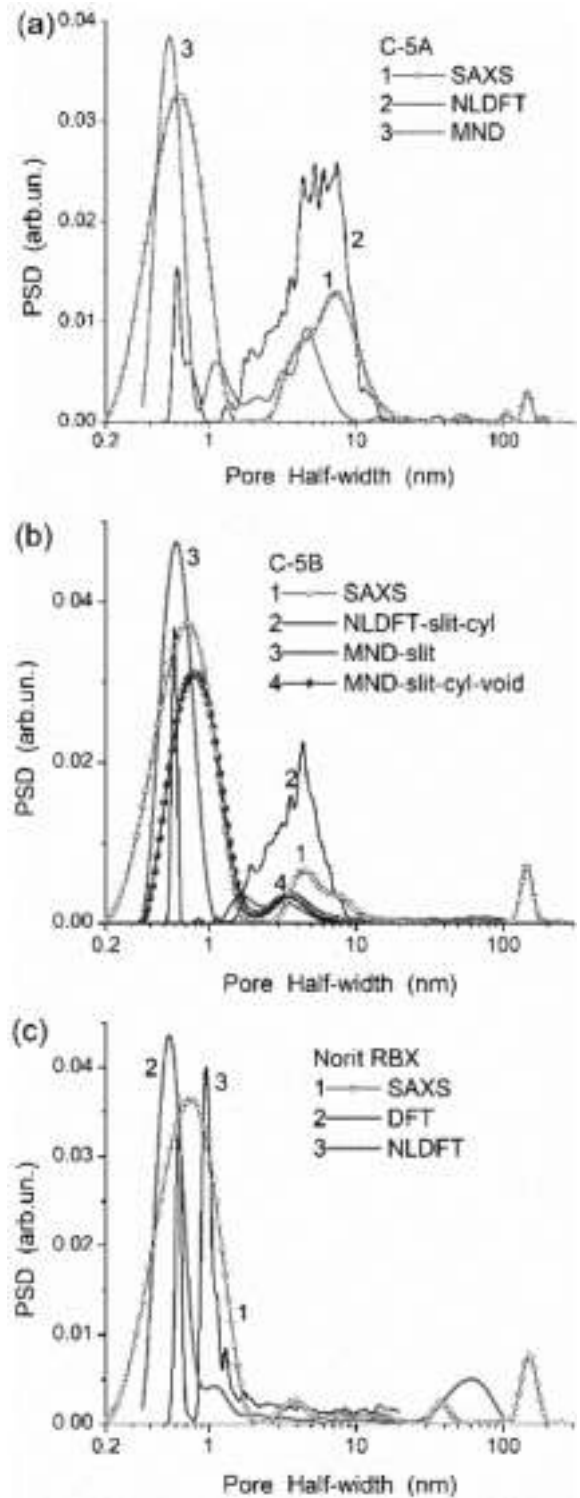 (a)
C-5A
1 SAXS
2 NLDFT
3 MND
3
2
1
PSD (arb.un.)
0.04
0.03
0.02
0.01
0.00
0.2 1 10 100
Pore Half-width (nm)
(b)
C-5B
1 SAXS
2 NLDFT-slit-cyl
3 MND-slit
4 MND-slit-cyl-void
3
2
1
4
PSD (arb.un.)
0.04
0.02
0.00
0.2 1 10 100
Pore Half-width (nm)
(c)
Norit RBX
1 SAXS
2 DFT
3 NLDFT
2
3
1
PSD (arb.un.)
0.04
0.03
0.02
0.01
0.00
0.2 1 10 100
Pore Half-width (nm)